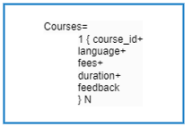 Courses=
1 { course_id+
language+
fees+
duration+
feedback
} N